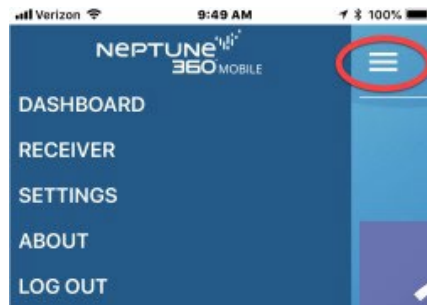 Verizon 9:49 AM 100%
NEPTUNE
360 MOBILE
DASHBOARD
RECEIVER
SETTINGS
ABOUT
LOG OUT